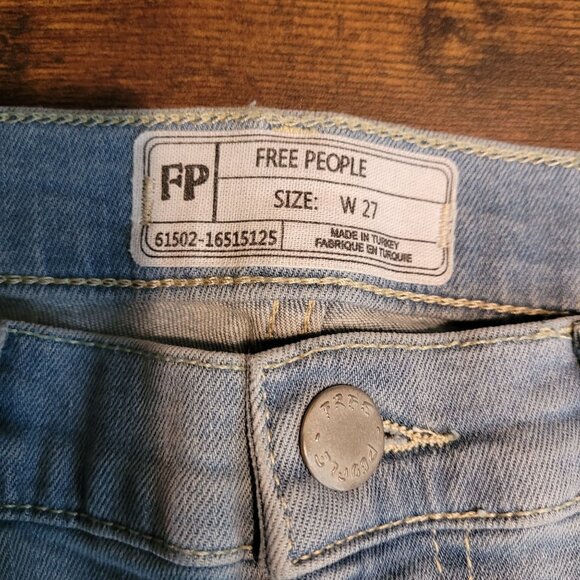 FP
FREE PEOPLE
SIZE: W 27
61502-16515125
MADE IN TURKEY
FABRIQUE EN TURQUIE
FREE
PEOPLE